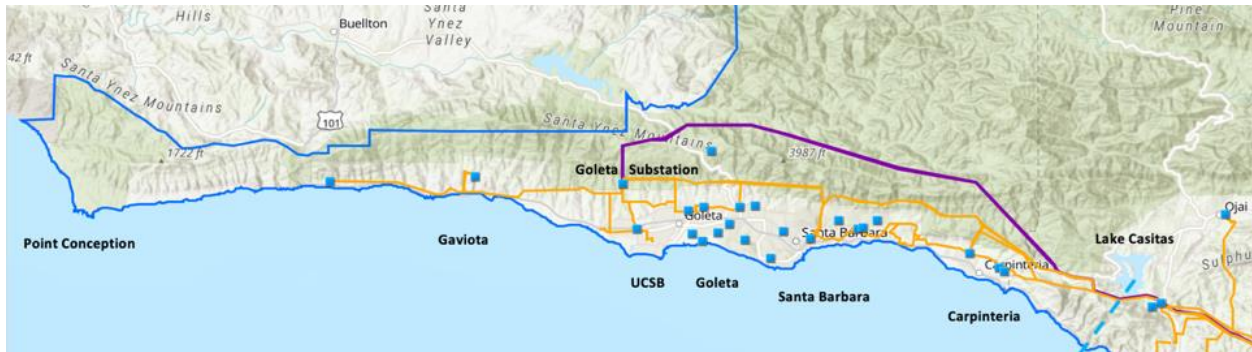 Hills
Buellton
Santa
Ynez
Valley
Pine
Mountain
42 ft
Santa Ynez Mountains
101
Santa Ynez Mountains
1722 ft
3987 ft
Goleta Substation
Goleta
Santa Barbara
Ojai
Point Conception
Gaviota
Lake Casitas
Sulphu
Carpinteria
UCSB
Goleta
Santa Barbara
Carpinteria